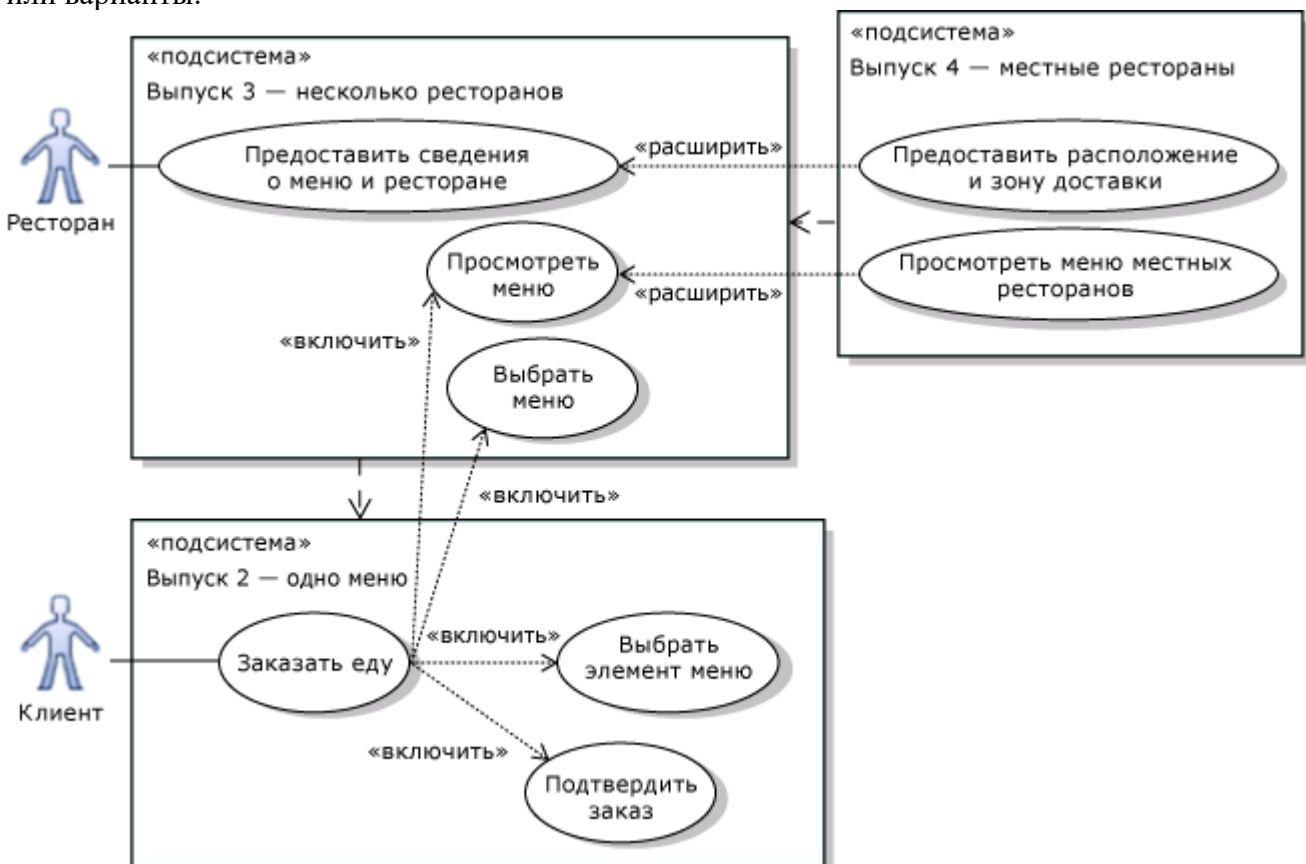 или варианты.
«подсистема»
Выпуск 3 — несколько ресторанов
Ресторан
Предоставить сведения
о меню и ресторане
Просмотреть
меню
Выбрать
меню
«расширить»
«расширить»
«подсистема»
Выпуск 4 — местные рестораны
Предоставить расположение
и зону доставки
Просмотреть меню местных
ресторанов
«включить»
«включить»
«подсистема»
Выпуск 2 — одно меню
Клиент
Заказать еду
«включить»
Выбрать
элемент меню
«включить»
Подтвердить
заказ